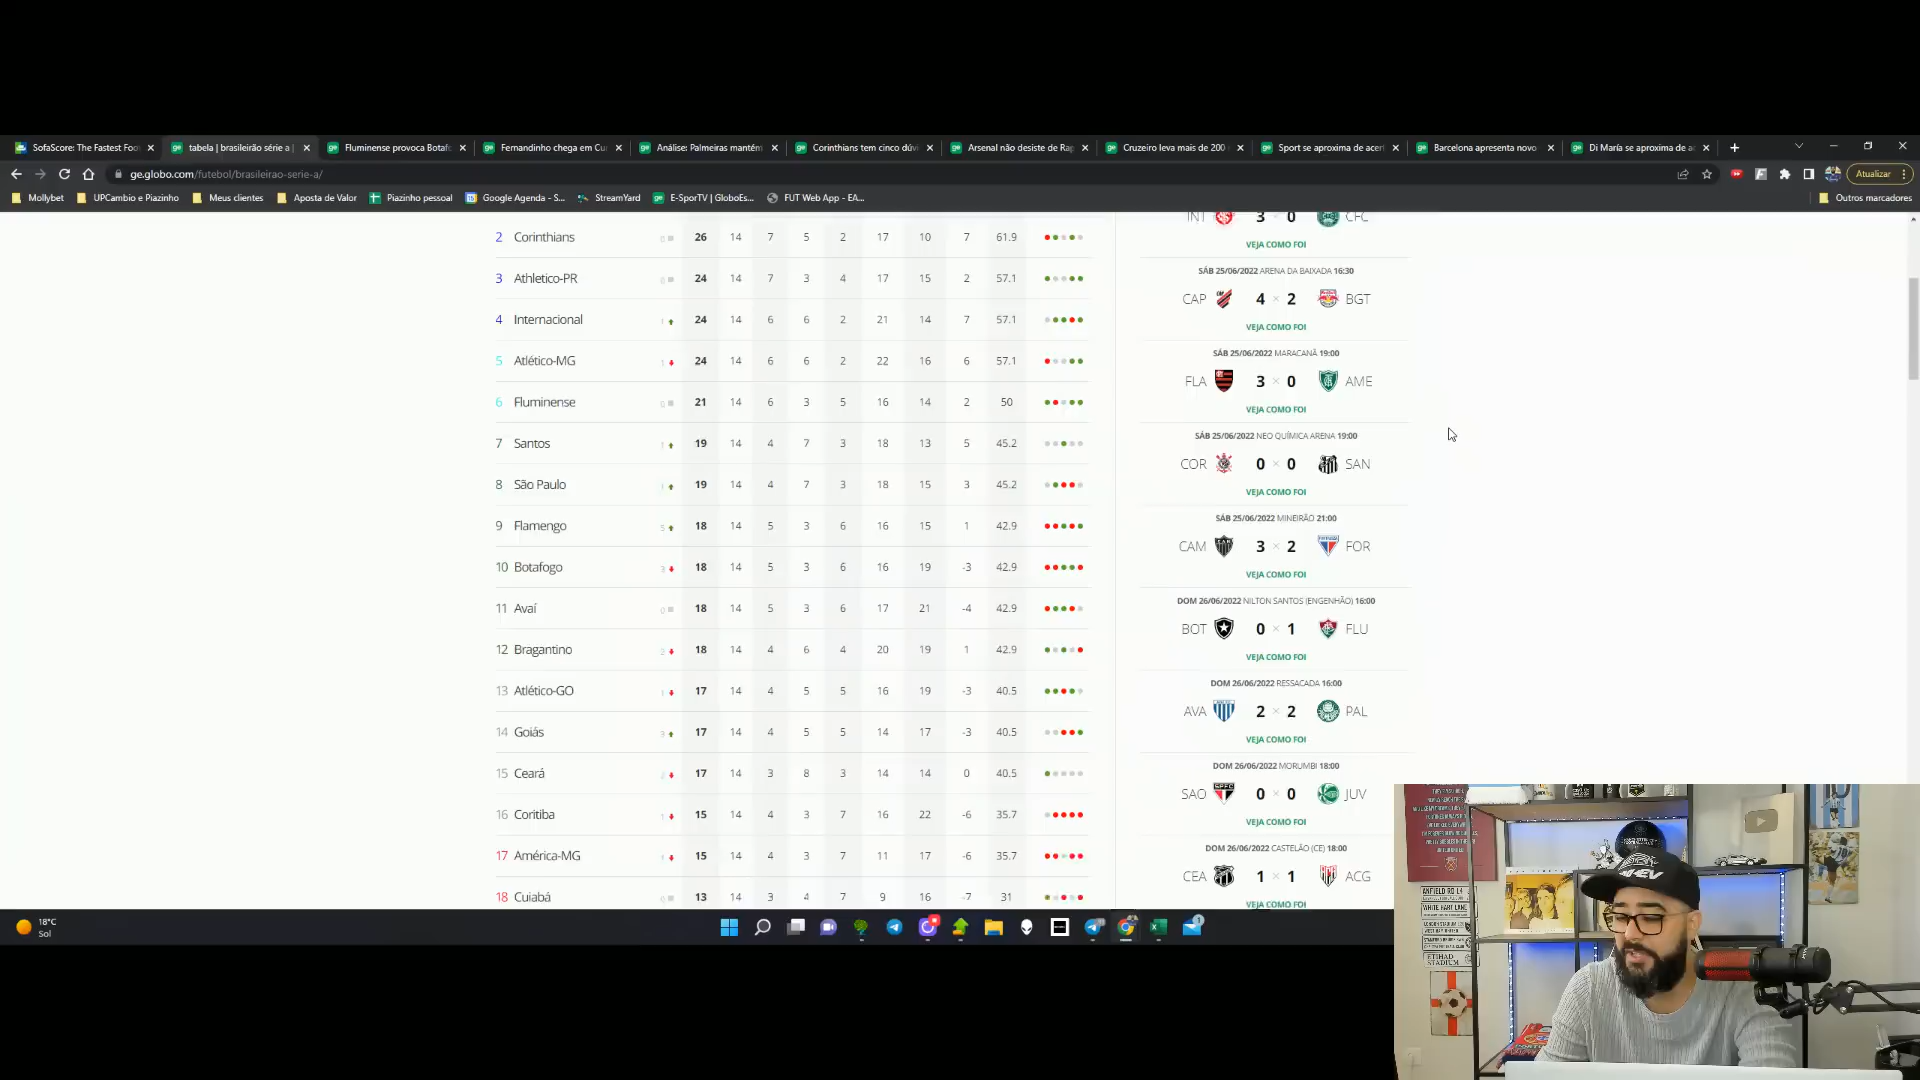 SofaScore: The Fastest Foo
tabela | brasileirão série a |
Fluminense provoca Botafo
Fernandinho chega em Cu
Análise: Palmeiras mantém
Corinthians tem cinco dúvi
Arsenal não desiste de Rap
Cruzeiro leva mais de 200
Sport se aproxima de acert
Barcelona apresenta novo
Di María se aproxima de a
ge.globo.com/futebol/brasileirao-serie-a/
Atualizar
Mollybet
UPCambio e Piazinho
Meus clientes
Aposta de Valor
Piazinho pessoal
Google Agenda - S...
StreamYard
E-SporTV | GloboEs...
FUT Web App - EA...
Outros marcadores
2 Corinthians 26 14 7 5 2 17 10 7 61.9
3 Athletico-PR 24 14 7 3 4 17 15 2 57.1
4 Internacional 24 14 6 6 2 21 14 7 57.1
5 Atlético-MG 24 14 6 6 2 22 16 6 57.1
6 Fluminense 21 14 6 3 5 16 14 2 50
7 Santos 19 14 4 7 3 18 13 5 45.2
8 São Paulo 19 14 4 7 3 18 15 3 45.2
9 Flamengo 5 18 14 5 3 6 16 15 1 42.9
10 Botafogo 3 18 14 5 3 6 16 19 -3 42.9
11 Avaí 0 18 14 5 3 6 17 21 -4 42.9
12 Bragantino 2 18 14 4 6 4 20 19 1 42.9
13 Atlético-GO 17 14 4 5 5 16 19 -3 40.5
14 Goiás 3 17 14 4 5 5 14 17 -3 40.5
15 Ceará 2 17 14 3 8 3 14 14 0 40.5
16 Coritiba 15 14 4 3 7 16 22 -6 35.7
17 América-MG 15 14 4 3 7 11 17 -6 35.7
18 Cuiabá 0 13 14 3 4 7 9 16 -7 31
INT 3 × 0 CFC
VEJA COMO FOI
SÁB 25/06/2022 ARENA DA BAIXADA 16:30
CAP 4 × 2 BGT
VEJA COMO FOI
SÁB 25/06/2022 MARACANÃ 19:00
FLA 3 × 0 AME
VEJA COMO FOI
SÁB 25/06/2022 NEO QUÍMICA ARENA 19:00
COR 0 × 0 SAN
VEJA COMO FOI
SÁB 25/06/2022 MINEIRÃO 21:00
CAM 3 × 2 FOR
VEJA COMO FOI
DOM 26/06/2022 NILTON SANTOS (ENGENHÃO) 16:00
BOT 0 × 1 FLU
VEJA COMO FOI
DOM 26/06/2022 RESSACADA 16:00
AVA 2 × 2 PAL
VEJA COMO FOI
DOM 26/06/2022 MORUMBI 18:00
SAO 0 × 0 JUV
VEJA COMO FOI
DOM 26/06/2022 CASTELÃO (CE) 18:00
CEA 1 × 1 ACG
VEJA COMO FOI
18°C
Sol
ANFIELD RD L4
WHITE HART LANE
ETIHAD
STADIUM